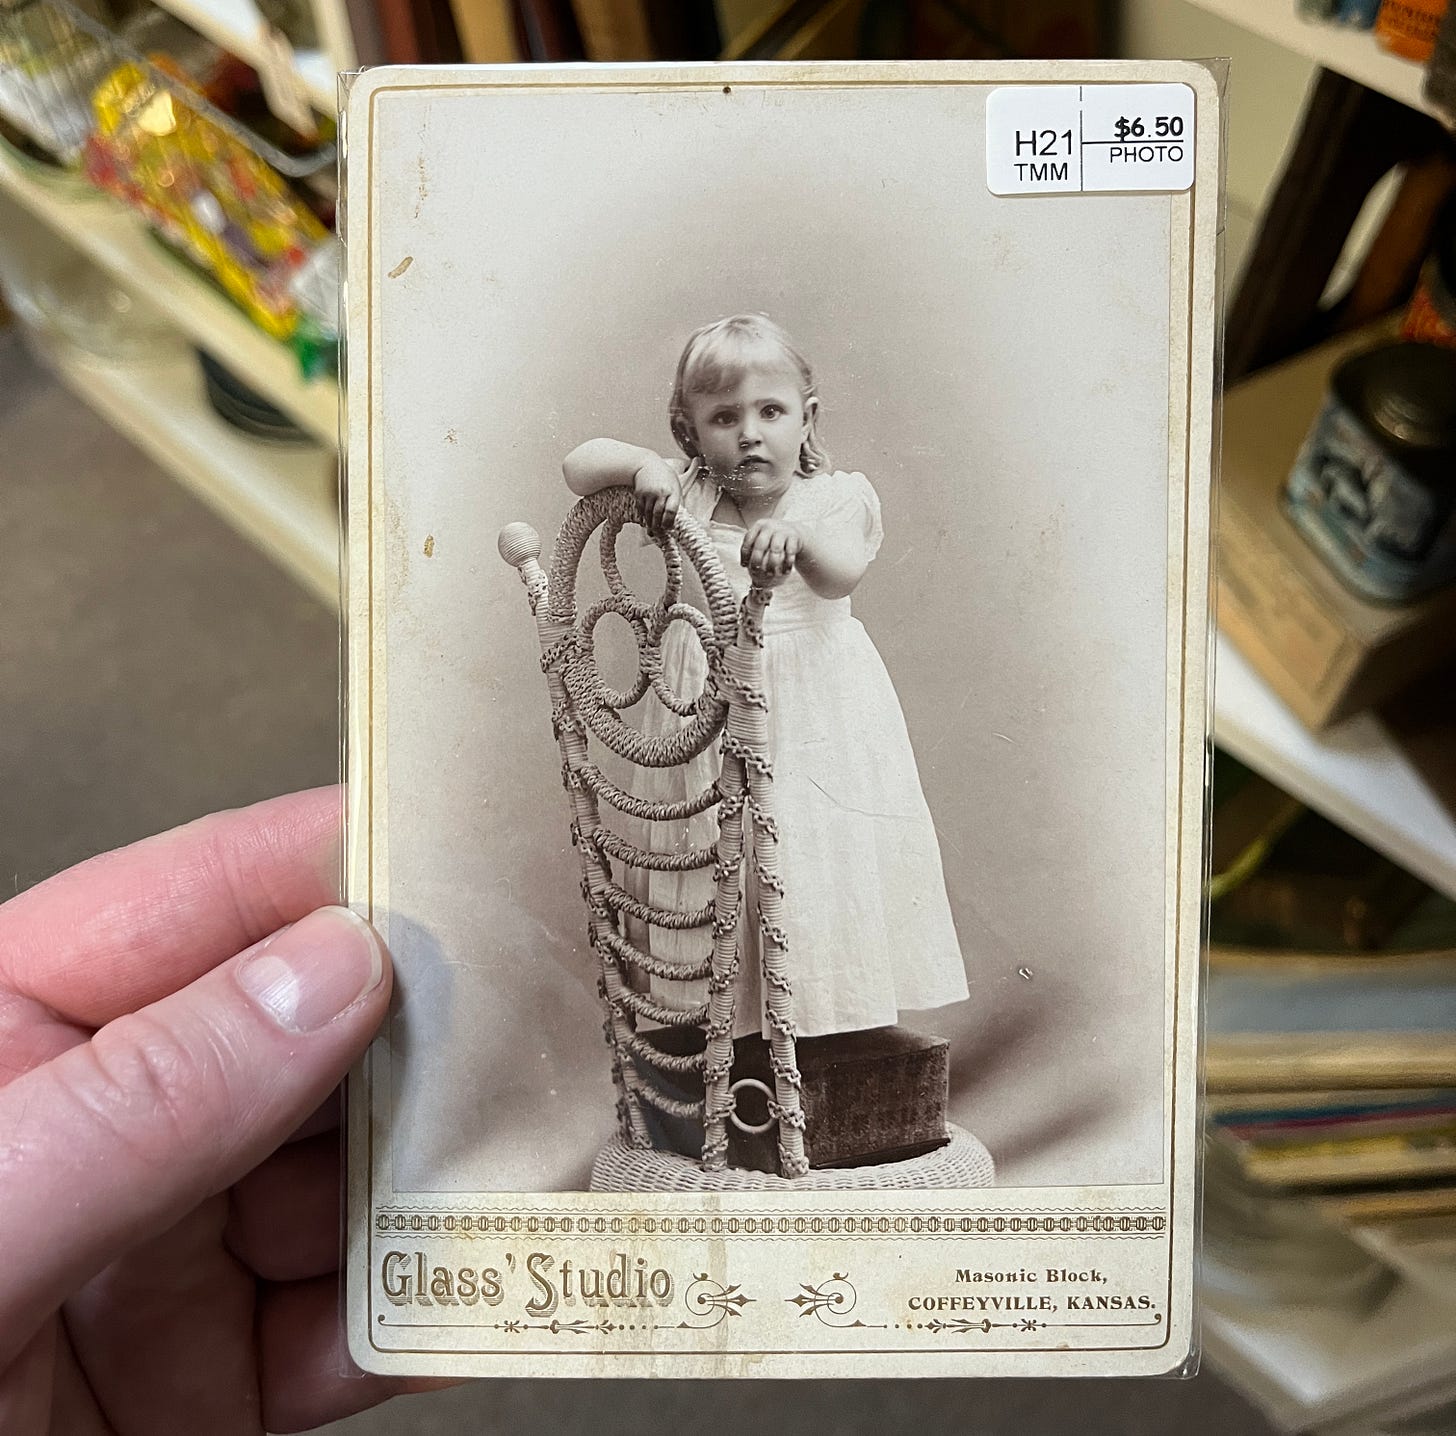 H21
TMM
$6.50
PHOTO
Glass' Studio
Masonic Block,
COFFEYVILLE, KANSAS.